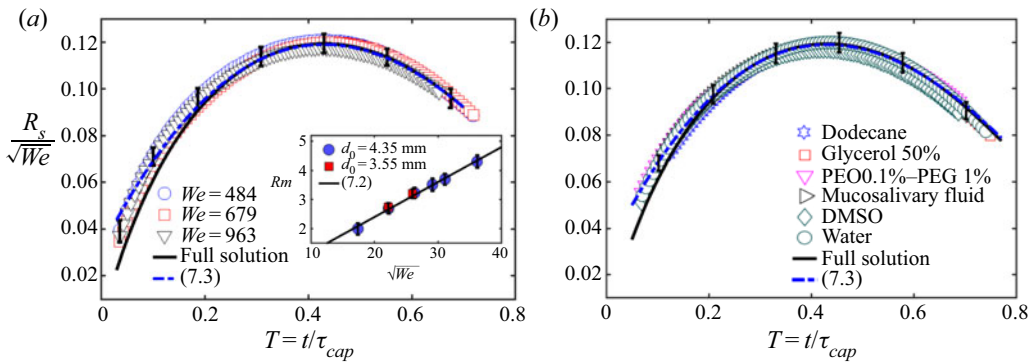 (a)
0.12
0.10
0.08
0.06
0.04
0.02
R_s
√We
We = 484
We = 679
We = 963
Full solution
(7.3)
d_0 = 4.35 mm
d_0 = 3.55 mm
(7.2)
Rm
5
4
3
2
20 30 40
√We
0 0.2 0.4 0.6 0.8
T = t/τ_cap
(b)
0.12
0.10
0.08
0.06
0.04
0.02
Dodecane
Glycerol 50%
PEO0.1%–PEG 1%
Mucosalivary fluid
DMSO
Water
Full solution
(7.3)
0 0.2 0.4 0.6 0.8
T = t/τ_cap